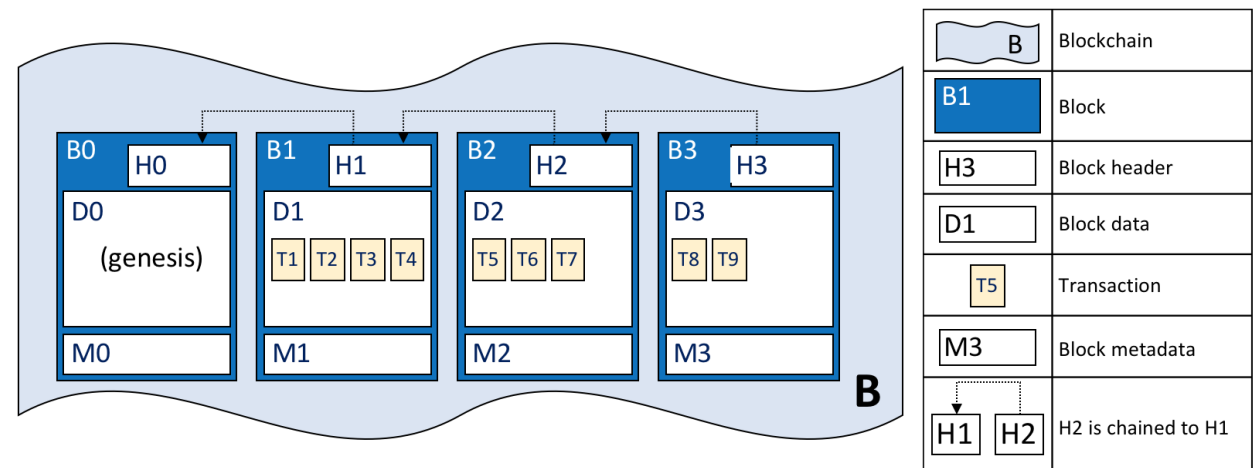 B0
H0
D0
(genesis)
M0
B1
H1
D1
T1 T2 T3 T4
M1
B2
H2
D2
T5 T6 T7
M2
B3
H3
D3
T8 T9
M3
B
B Blockchain
B1 Block
H3 Block header
D1 Block data
T5 Transaction
M3 Block metadata
H1 H2 H2 is chained to H1